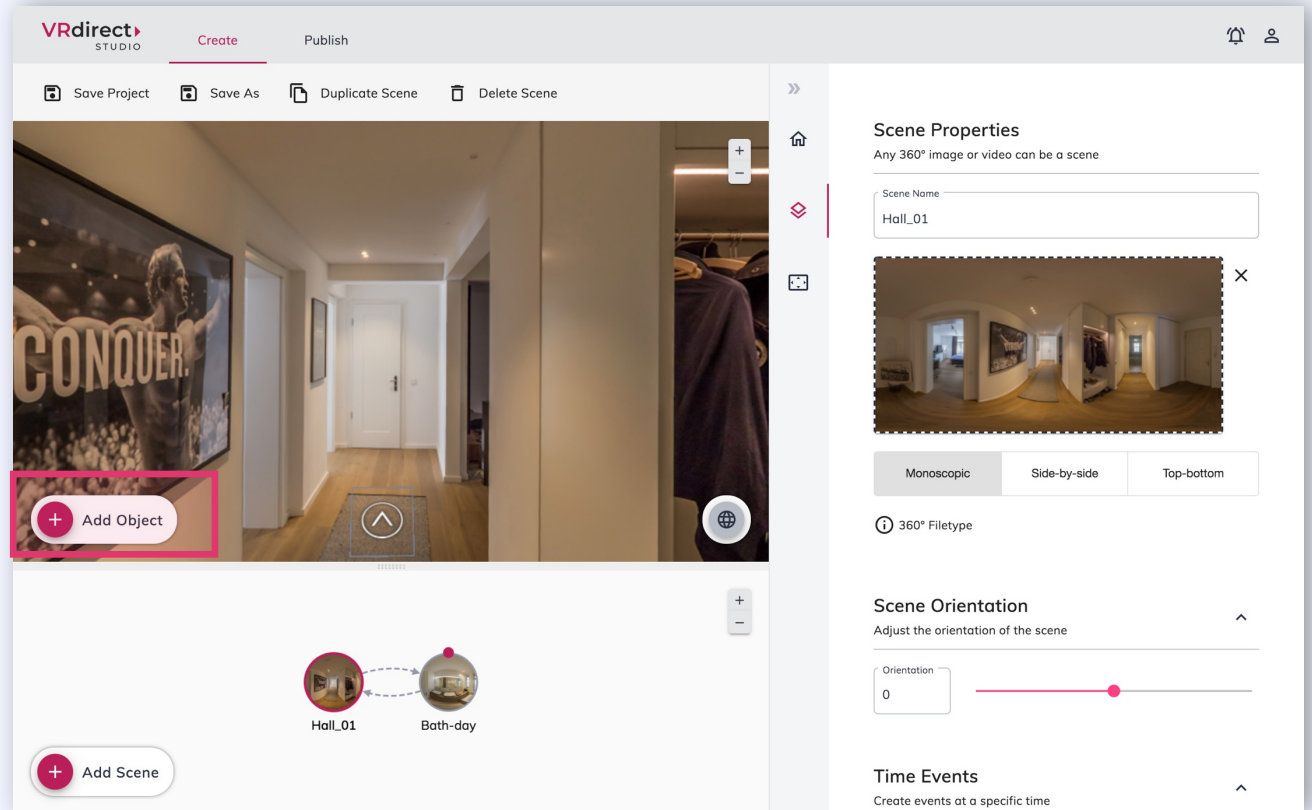 VRdirect
STUDIO
Create
Publish
Save Project
Save As
Duplicate Scene
Delete Scene
CONQUER.
Add Object
Hall_01
Bath-day
Add Scene
Scene Properties
Any 360° image or video can be a scene
Scene Name
Hall_01
Monoscopic
Side-by-side
Top-bottom
360° Filetype
Scene Orientation
Adjust the orientation of the scene
Orientation
0
Time Events
Create events at a specific time